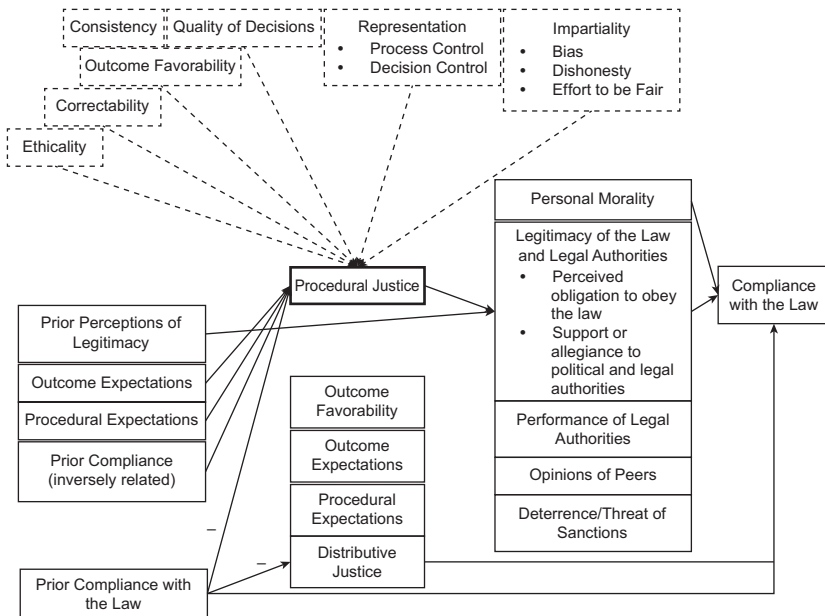 Consistency
Quality of Decisions
Outcome Favorability
Correctability
Ethicality
Representation
• Process Control
• Decision Control
Impartiality
• Bias
• Dishonesty
• Effort to be Fair
Procedural Justice
Prior Perceptions of
Legitimacy
Outcome Expectations
Procedural Expectations
Prior Compliance
(inversely related)
–
–
Prior Compliance with
the Law
Outcome
Favorability
Outcome
Expectations
Procedural
Expectations
Distributive
Justice
Personal Morality
Legitimacy of the Law
and Legal Authorities
• Perceived
obligation to obey
the law
• Support or
allegiance to
political and legal
authorities
Performance of Legal
Authorities
Opinions of Peers
Deterrence/Threat of
Sanctions
Compliance
with the Law